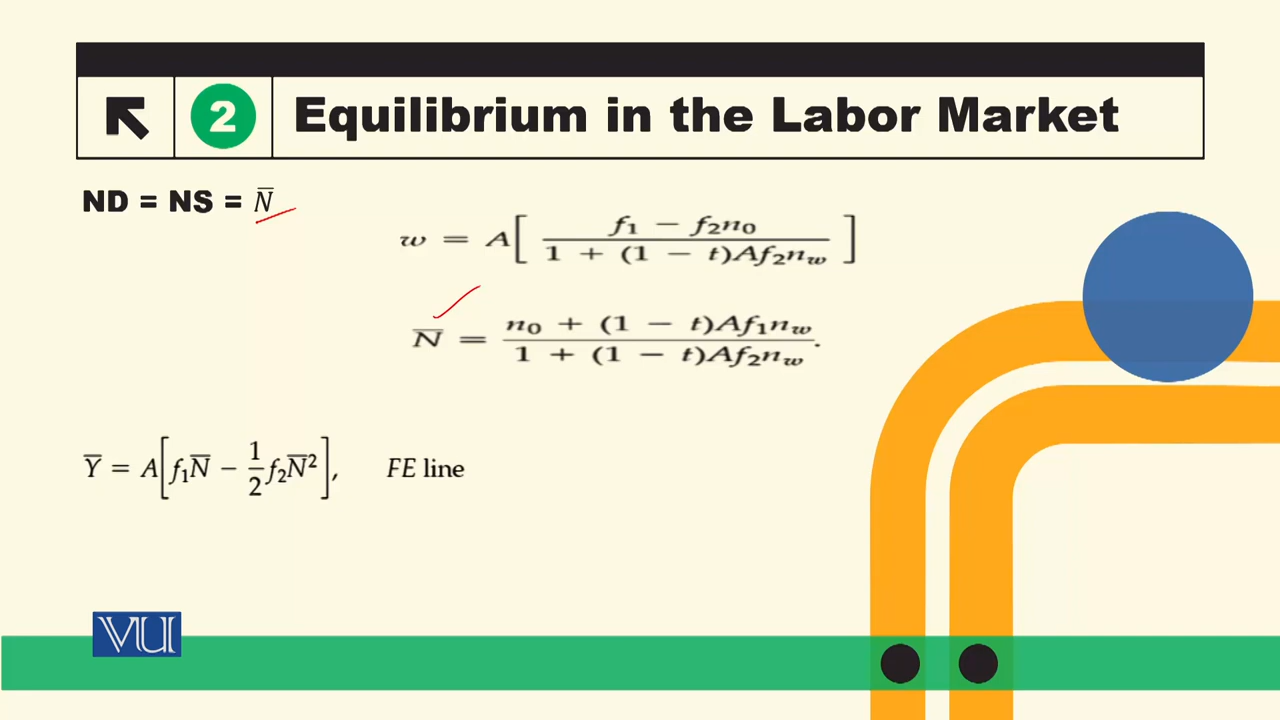 2 Equilibrium in the Labor Market
ND = NS = N̅
w = A[ (f₁ − f₂n₀) / (1 + (1 − t)Af₂n_w) ]
N̅ = (n₀ + (1 − t)Af₁n_w) / (1 + (1 − t)Af₂n_w).
Y̅ = A[f₁N̅ − ½f₂N̅²], FE line
VU